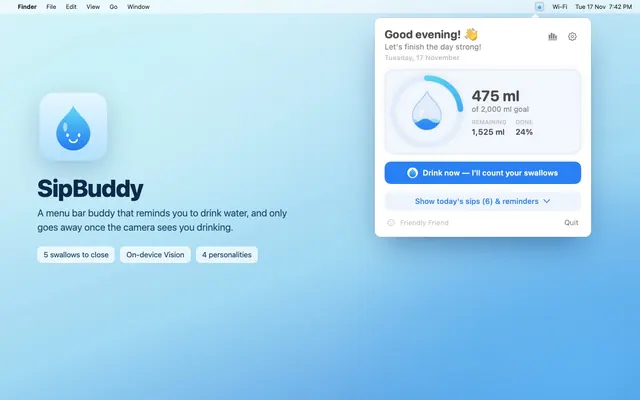 Finder File Edit View Go Window Wi-Fi Tue 17 Nov 7:42 PM
SipBuddy
A menu bar buddy that reminds you to drink water, and only
goes away once the camera sees you drinking.
5 swallows to close On-device Vision 4 personalities
Good evening! 👋
Let's finish the day strong!
Tuesday, 17 November
475 ml
of 2,000 ml goal
REMAINING DONE
1,525 ml 24%
Drink now — I'll count your swallows
Show today's sips (6) & reminders
Friendly Friend Quit